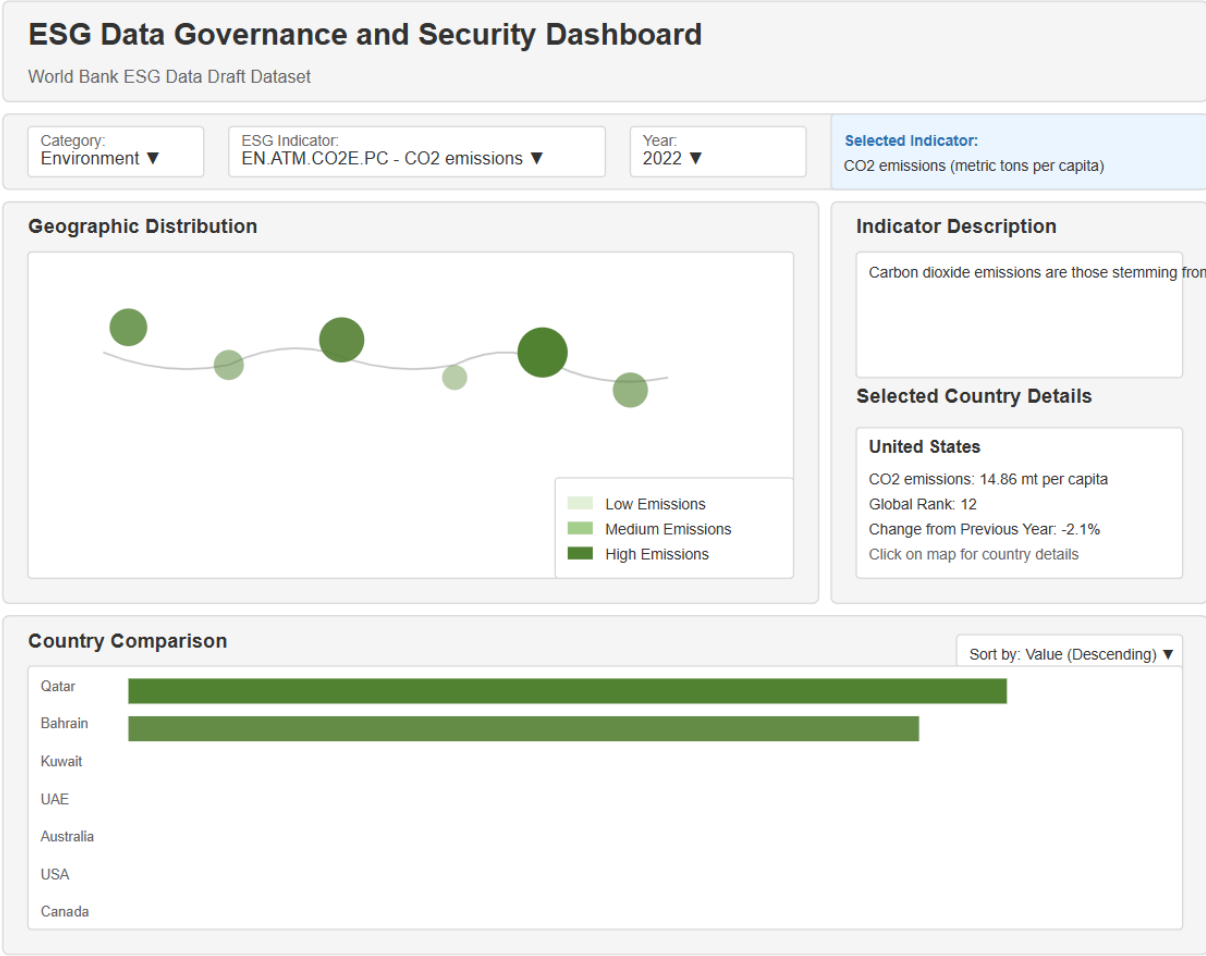 ESG Data Governance and Security Dashboard
World Bank ESG Data Draft Dataset
Category:
Environment ▼
ESG Indicator:
EN.ATM.CO2E.PC - CO2 emissions ▼
Year:
2022 ▼
Selected Indicator:
CO2 emissions (metric tons per capita)
Geographic Distribution
Low Emissions
Medium Emissions
High Emissions
Indicator Description
Carbon dioxide emissions are those stemming from
Selected Country Details
United States
CO2 emissions: 14.86 mt per capita
Global Rank: 12
Change from Previous Year: -2.1%
Click on map for country details
Country Comparison
Sort by: Value (Descending) ▼
Qatar
Bahrain
Kuwait
UAE
Australia
USA
Canada